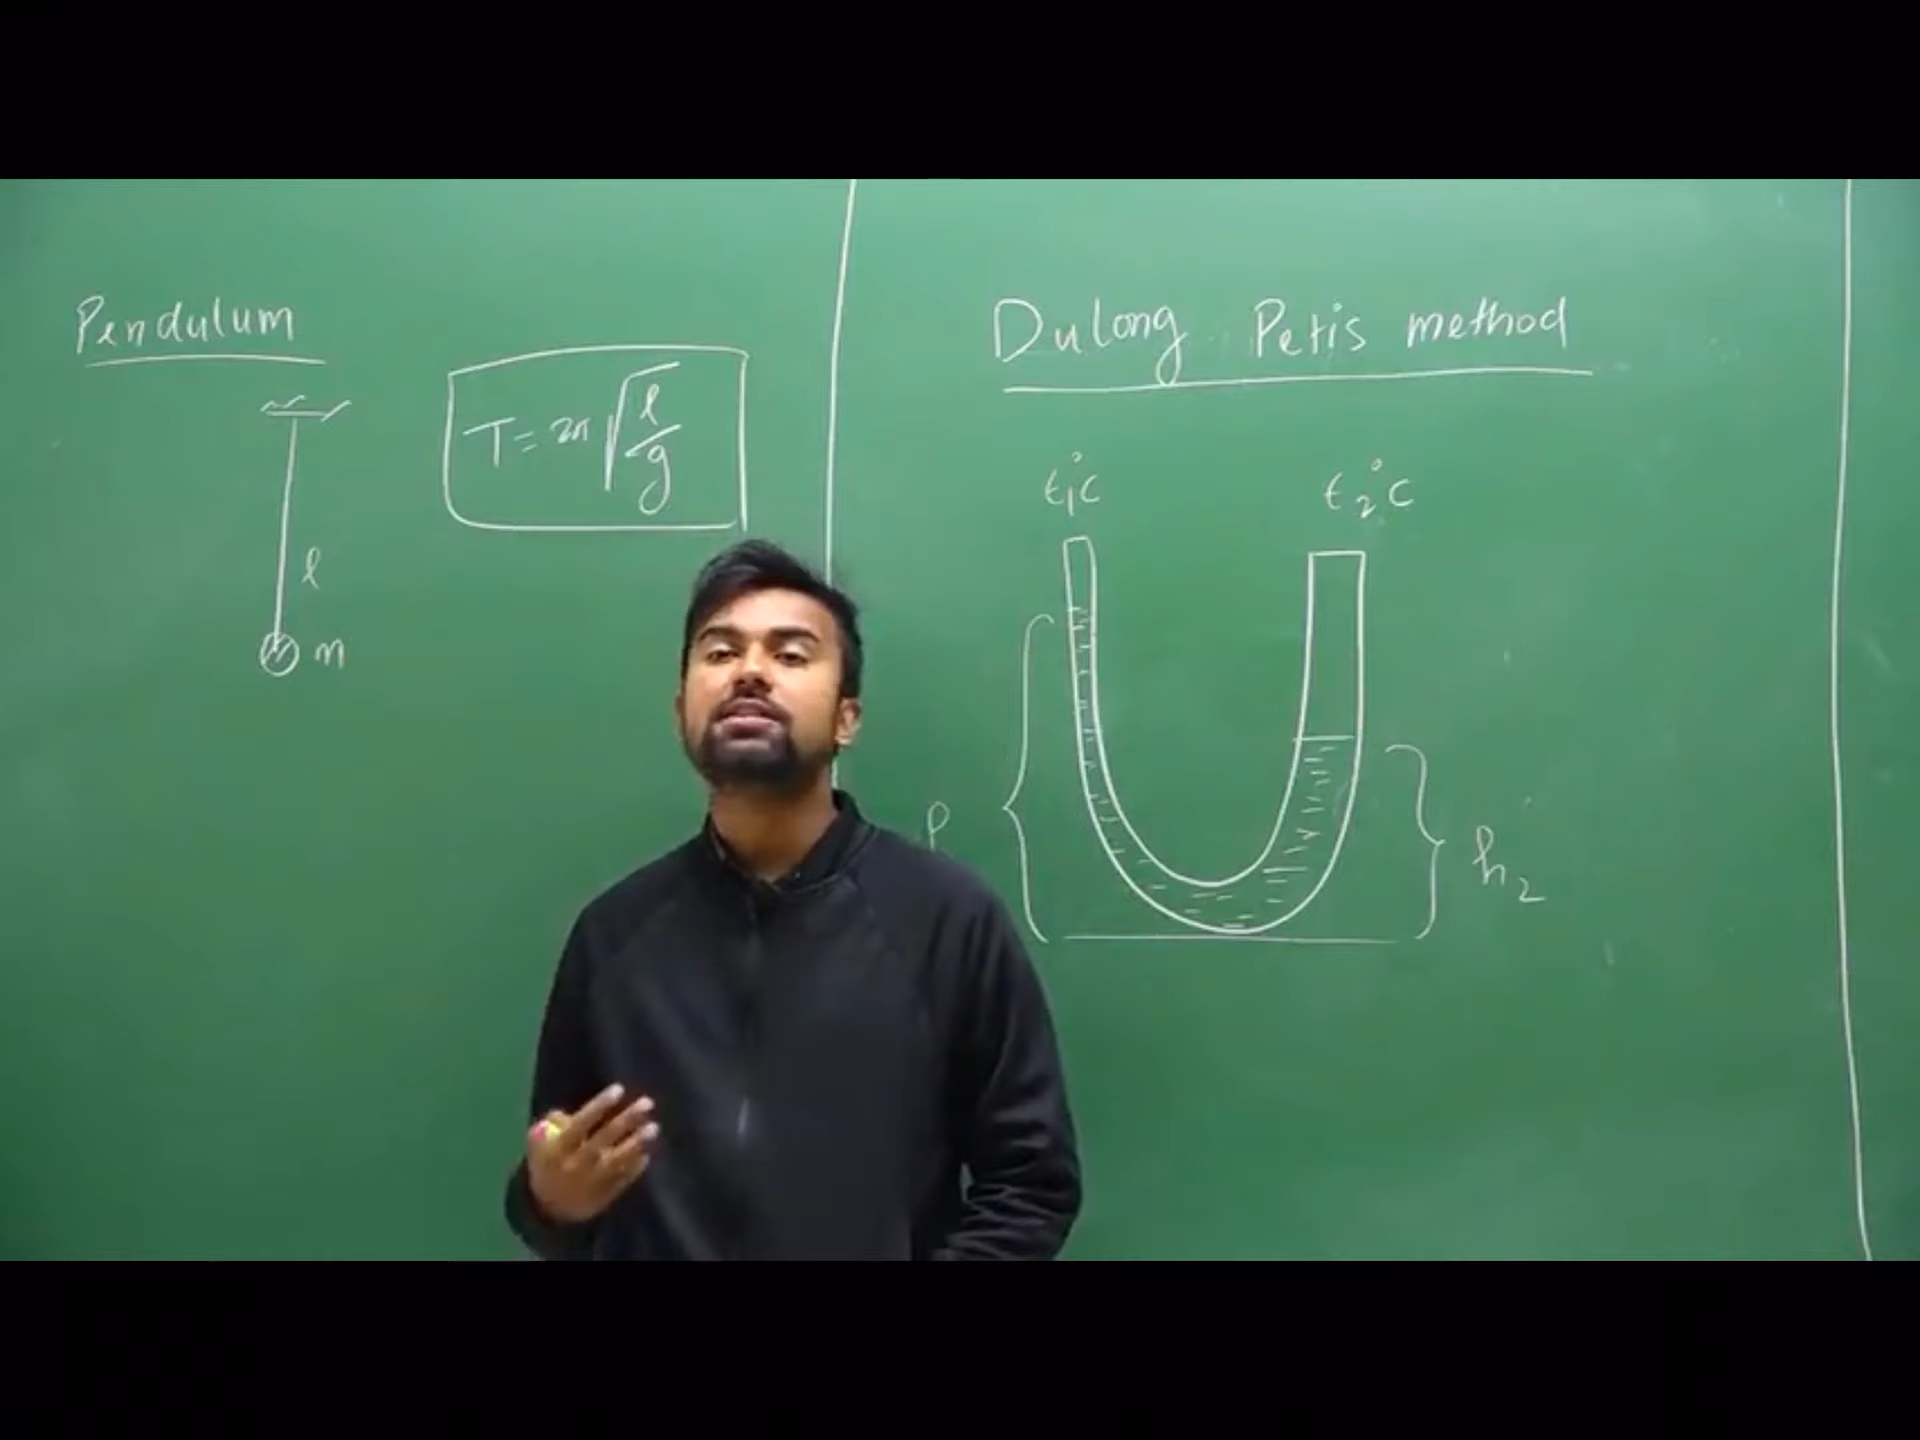 Pendulum
T = 2π √l/g
l
m
Dulong Petis method
t₁°C
t₂°C
h₂